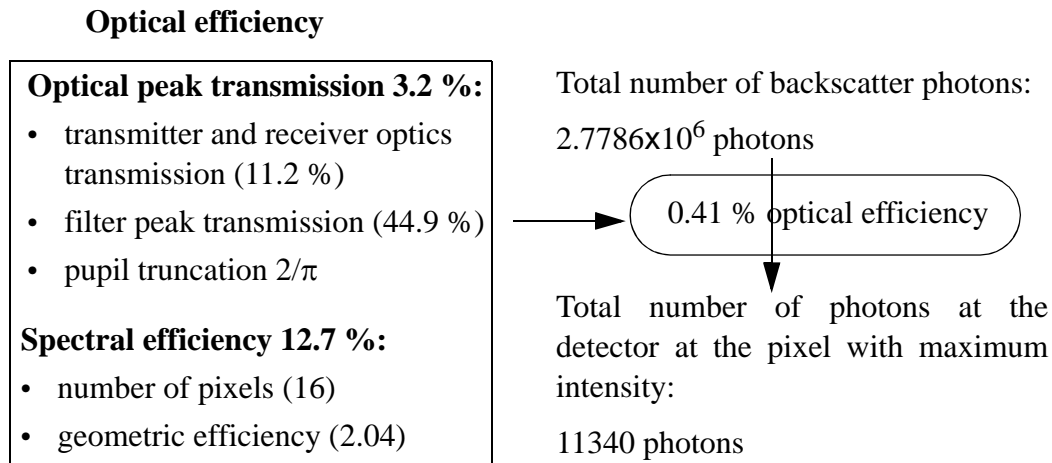 Optical efficiency
Optical peak transmission 3.2 %:
• transmitter and receiver optics
transmission (11.2 %)
• filter peak transmission (44.9 %)
• pupil truncation 2/π
Spectral efficiency 12.7 %:
• number of pixels (16)
• geometric efficiency (2.04)
Total number of backscatter photons:
2.7786x10⁶ photons
0.41 % optical efficiency
Total number of photons at the
detector at the pixel with maximum
intensity:
11340 photons